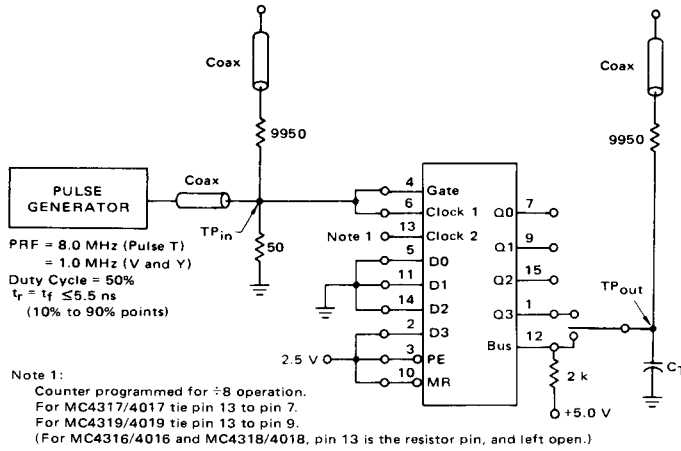 Coax
9950
Coax
9950
PULSE
GENERATOR
Coax
TPin
50
PRF = 8.0 MHz (Pulse T)
= 1.0 MHz (V and Y)
Duty Cycle = 50%
tr = tf ≤5.5 ns
(10% to 90% points)
4
Gate
6
Clock 1
Note 1
13
Clock 2
5
D0
11
D1
14
D2
2
D3
2.5 V
3
PE
10
MR
Q0
7
Q1
9
Q2
15
Q3
1
Bus
12
TPout
2 k
+5.0 V
CT
Note 1:
Counter programmed for ÷8 operation.
For MC4317/4017 tie pin 13 to pin 7.
For MC4319/4019 tie pin 13 to pin 9.
(For MC4316/4016 and MC4318/4018, pin 13 is the resistor pin, and left open.)